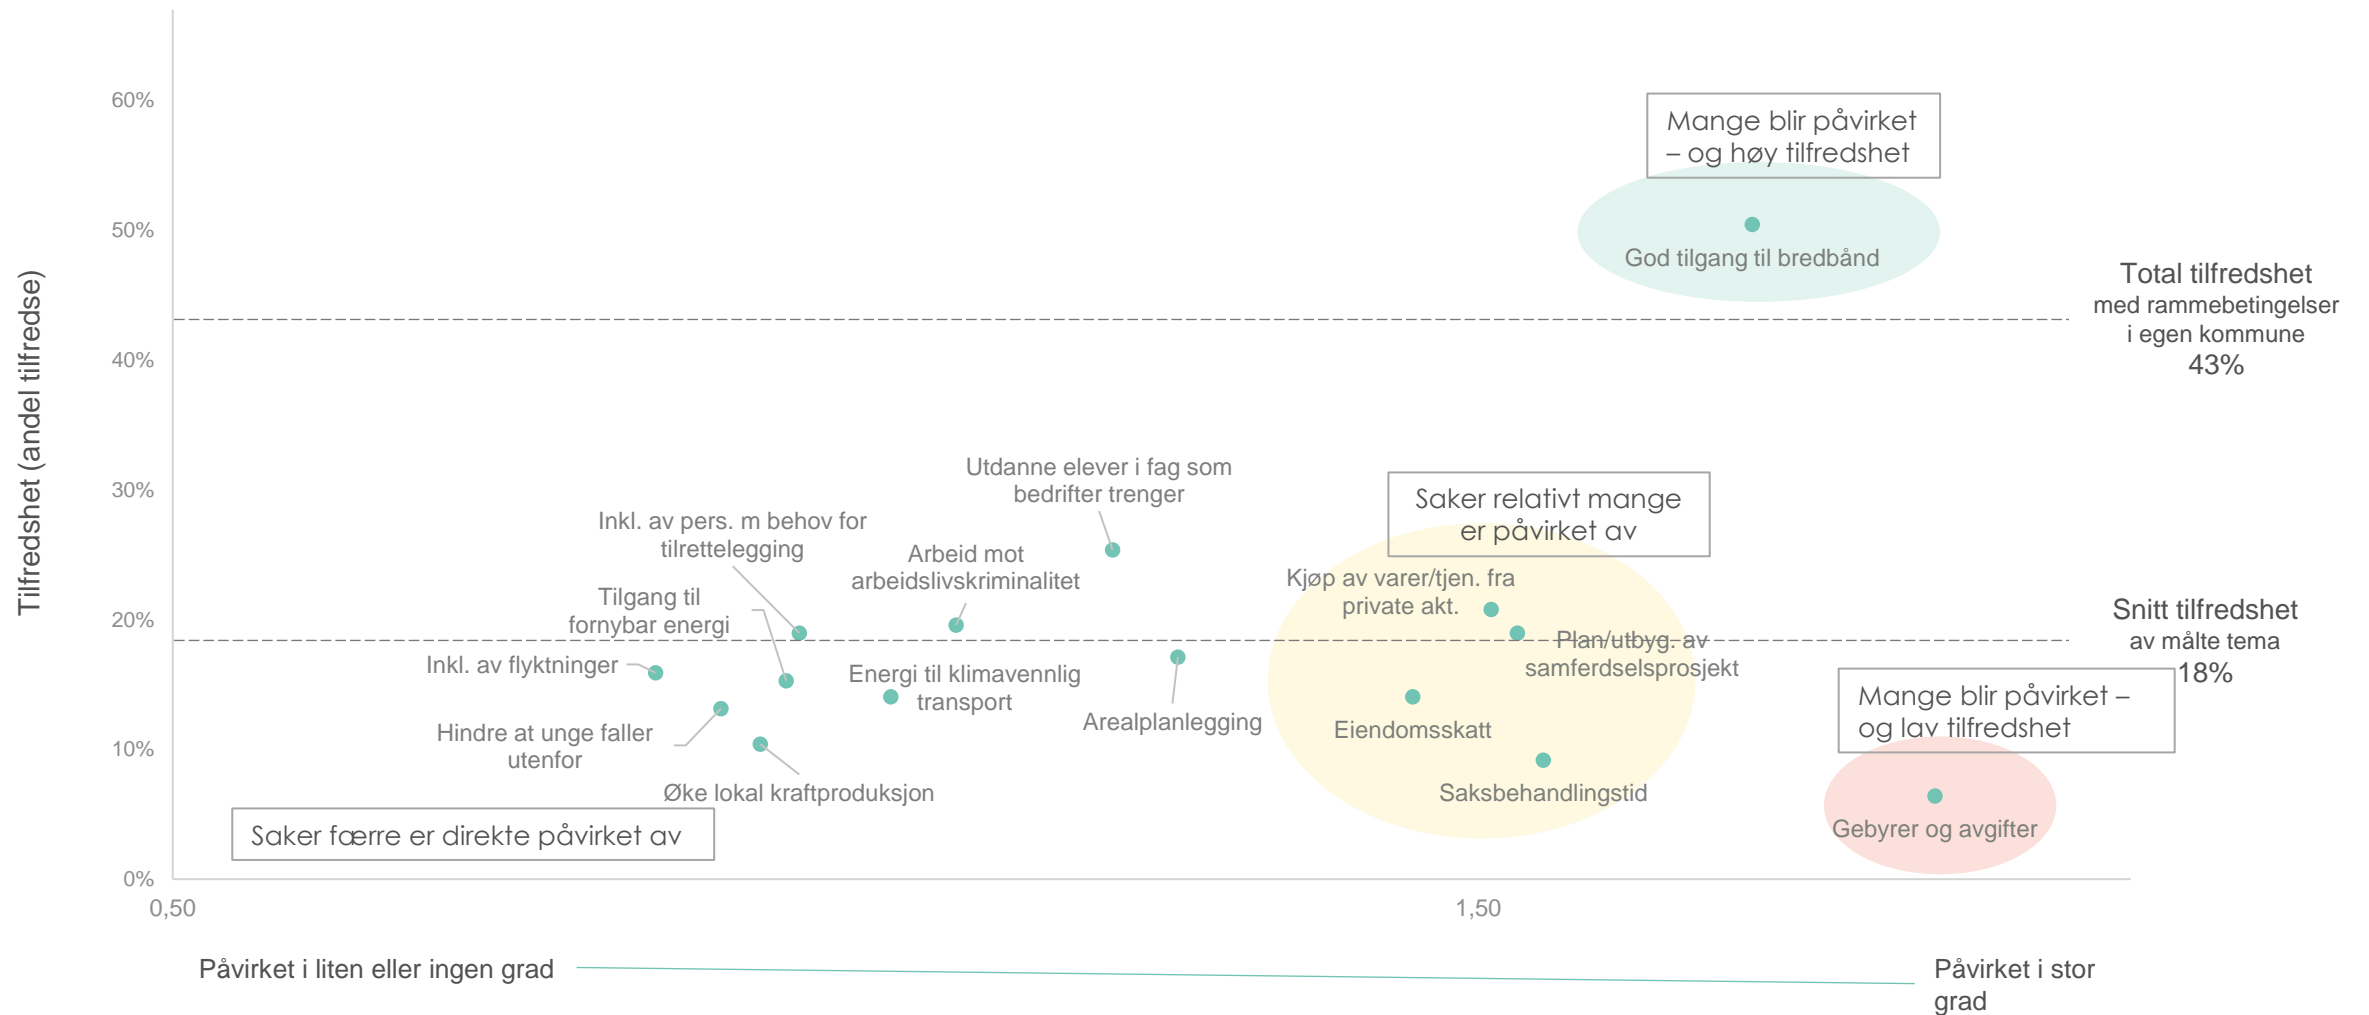 Tilfredshet (andel tilfredse)
60%
50%
40%
30%
20%
10%
0%
0,50
1,50
Mange blir påvirket
– og høy tilfredshet
God tilgang til bredbånd
Total tilfredshet
med rammebetingelser
i egen kommune
43%
Utdanne elever i fag som
bedrifter trenger
Saker relativt mange
er påvirket av
Inkl. av pers. m behov for
tilrettelegging
Arbeid mot
arbeidslivskriminalitet
Kjøp av varer/tjen. fra
private akt.
Tilgang til
fornybar energi
Snitt tilfredshet
av målte tema
18%
Plan/utbyg. av
samferdselsprosjekt
Inkl. av flyktninger
Energi til klimavennlig
transport
Arealplanlegging
Eiendomsskatt
Mange blir påvirket –
og lav tilfredshet
Hindre at unge faller
utenfor
Øke lokal kraftproduksjon
Saksbehandlingstid
Gebyrer og avgifter
Saker færre er direkte påvirket av
Påvirket i liten eller ingen grad
Påvirket i stor
grad